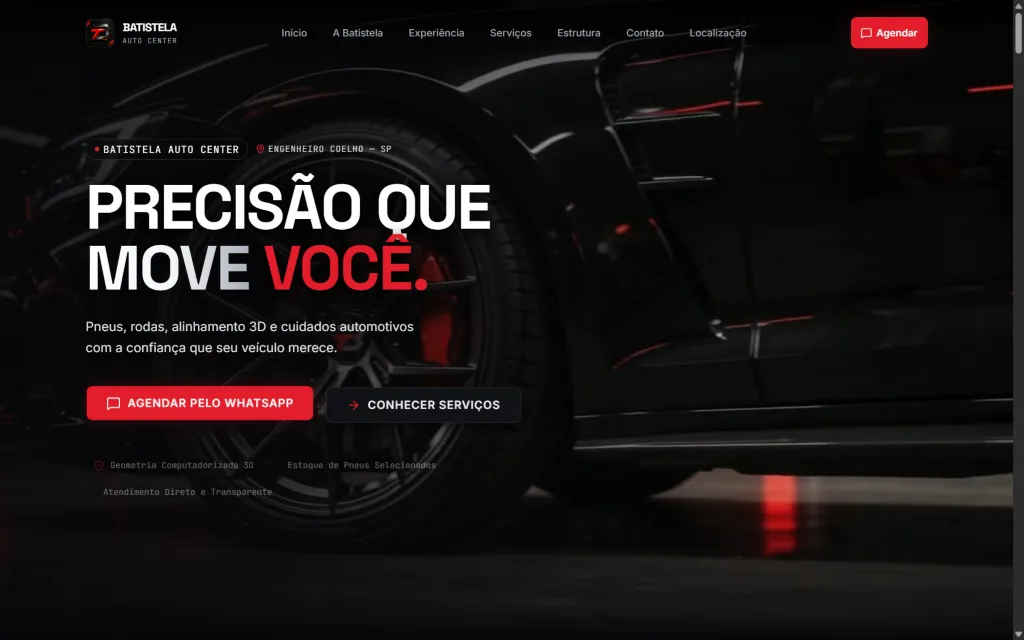 BATISTELA
AUTO CENTER
Início
A Batistela
Experiência
Serviços
Estrutura
Contato
Localização
Agendar
BATISTELA AUTO CENTER
ENGENHEIRO COELHO — SP
PRECISÃO QUE
MOVE VOCÊ.
Pneus, rodas, alinhamento 3D e cuidados automotivos
com a confiança que seu veículo merece.
AGENDAR PELO WHATSAPP
CONHECER SERVIÇOS
Geometria Computadorizada 3D
Estoque de Pneus Selecionados
Atendimento Direto e Transparente